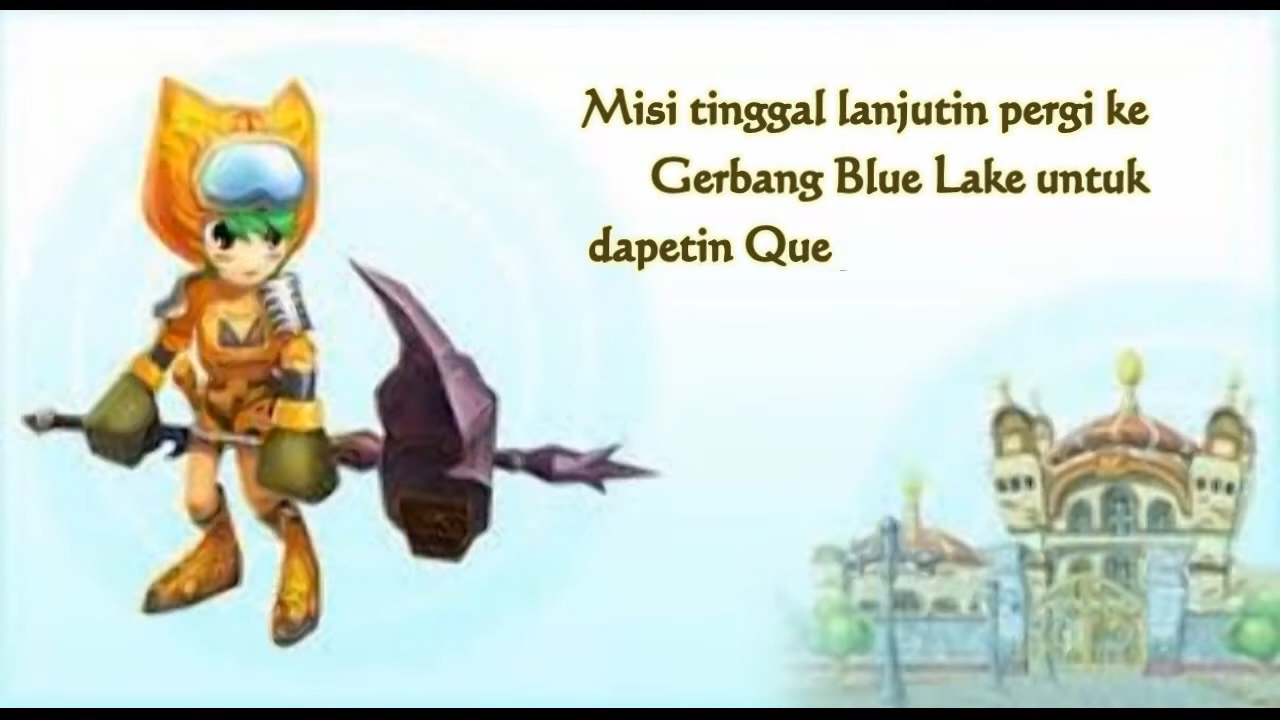 Misi tinggal lanjutin pergi ke
Gerbang Blue Lake untuk
dapetin Que